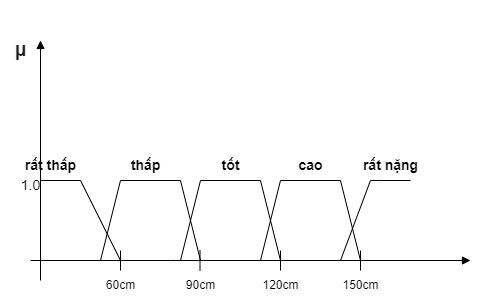 μ
rất thấp
thấp
tốt
cao
rất nặng
1.0
60cm
90cm
120cm
150cm